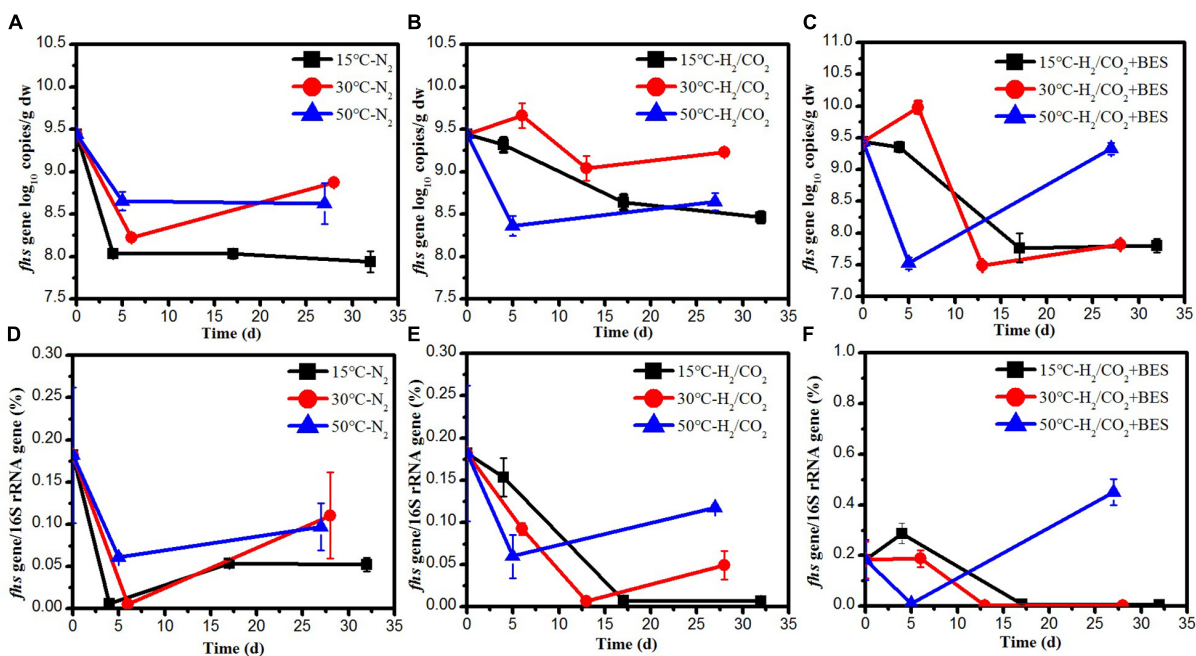 A
fhs gene log10 copies/g dw
10.5
10.0
9.5
9.0
8.5
8.0
7.5
15°C-N2
30°C-N2
50°C-N2
0 5 10 15 20 25 30 35
Time (d)
B
fhs gene log10 copies/g dw
10.5
10.0
9.5
9.0
8.5
8.0
7.5
15°C-H2/CO2
30°C-H2/CO2
50°C-H2/CO2
0 5 10 15 20 25 30 35
Time (d)
C
fhs gene log10 copies/g dw
11.0
10.5
10.0
9.5
9.0
8.5
8.0
7.5
7.0
15°C-H2/CO2+BES
30°C-H2/CO2+BES
50°C-H2/CO2+BES
0 5 10 15 20 25 30 35
Time (d)
D
fhs gene/16S rRNA gene (%)
0.30
0.25
0.20
0.15
0.10
0.05
0.00
15°C-N2
30°C-N2
50°C-N2
0 5 10 15 20 25 30 35
Time (d)
E
fhs gene/16S rRNA gene (%)
0.30
0.25
0.20
0.15
0.10
0.05
0.00
15°C-H2/CO2
30°C-H2/CO2
50°C-H2/CO2
0 5 10 15 20 25 30 35
Time (d)
F
fhs gene/16S rRNA gene (%)
1.0
0.8
0.6
0.4
0.2
0.0
15°C-H2/CO2+BES
30°C-H2/CO2+BES
50°C-H2/CO2+BES
0 5 10 15 20 25 30 35
Time (d)